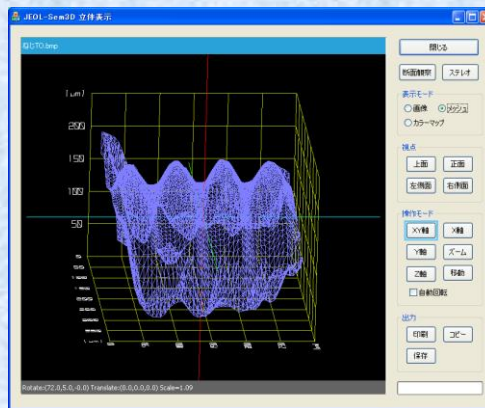 JEOL-Sem3D 立体表示
閉じる
ねじTO.bmp
断面観察 ステレオ
[μm]
表示モード
画像 メッシュ
カラーマップ
200
視点
150
上面 正面
100
左側面 右側面
50
操作モード
XY軸 X軸
Y軸 ズーム
Z軸 移動
自動回転
出力
印刷 コピー
保存
Rotate:(72.0,5.0,-0.0) Translate:(0.0,0.0,0.0) Scale=1.09